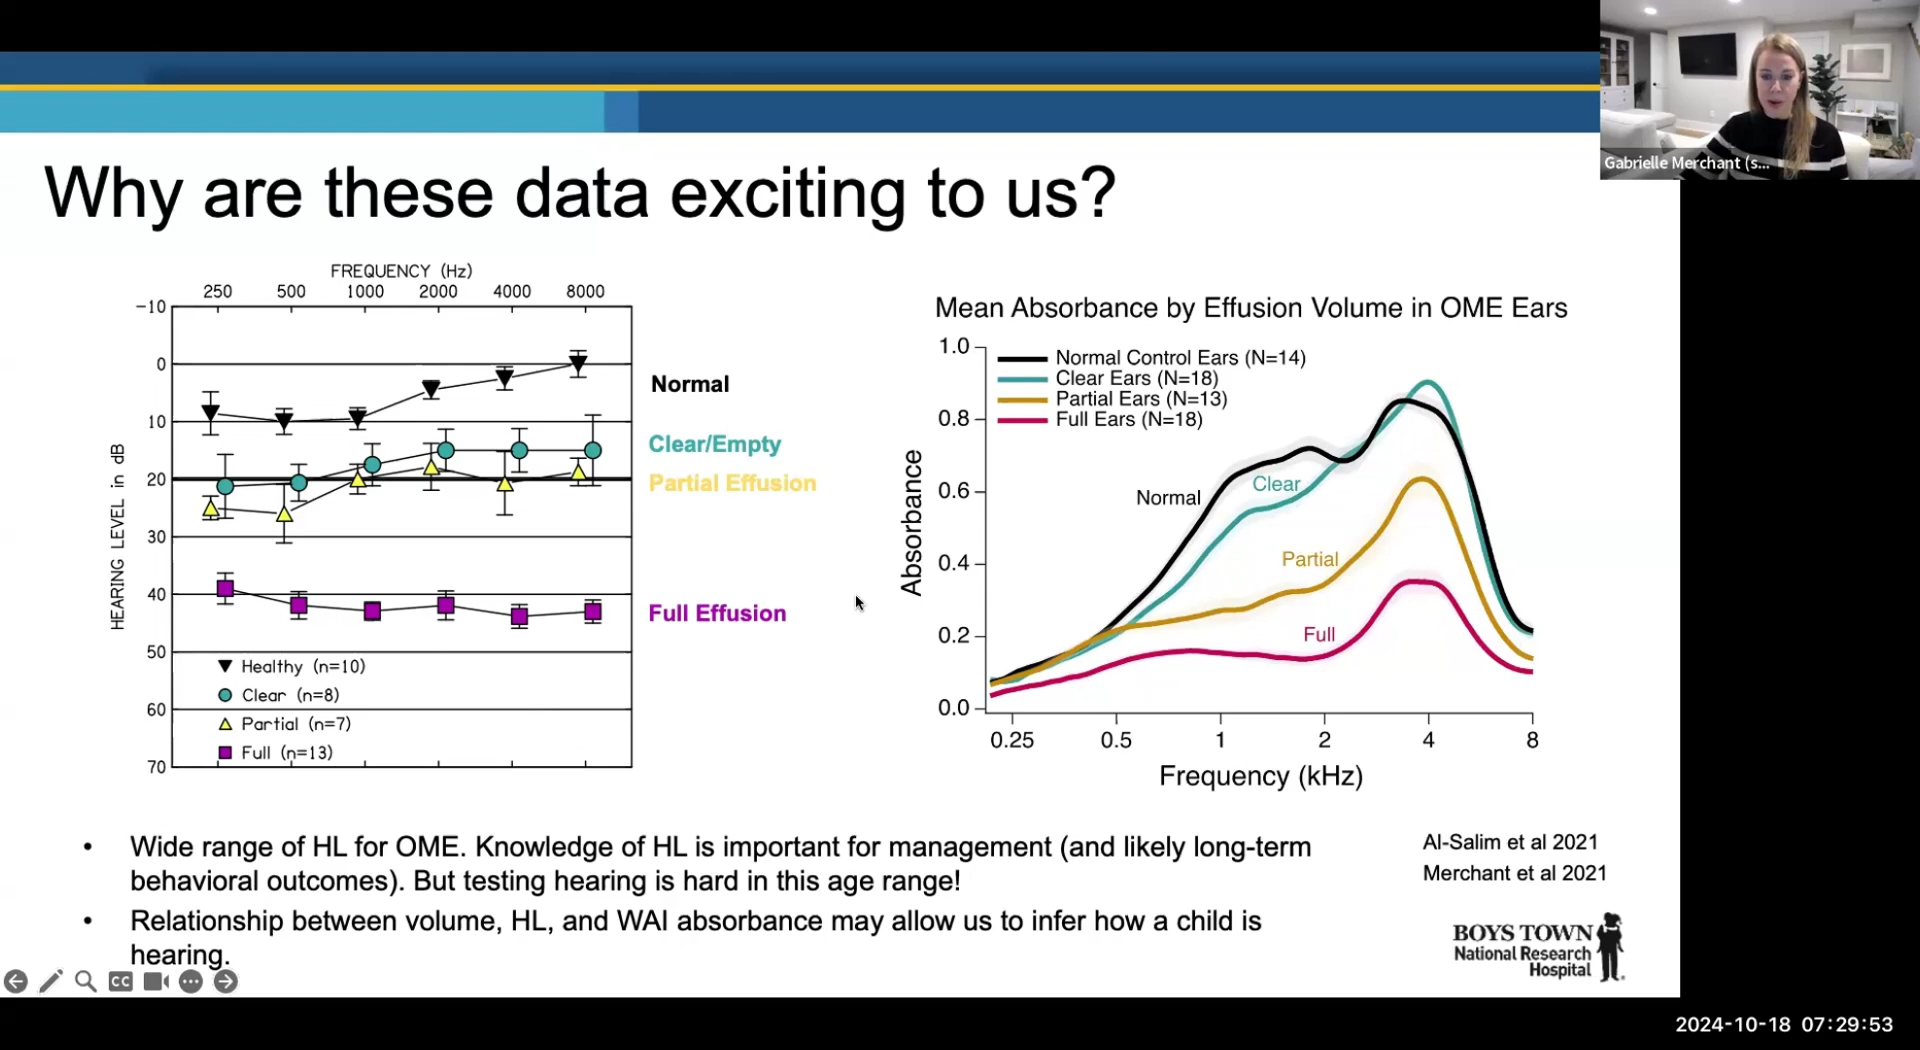 Gabrielle Merchant (s...
Why are these data exciting to us?
FREQUENCY (Hz)
250 500 1000 2000 4000 8000
HEARING LEVEL in dB
-10
0
10
20
30
40
50
60
70
Healthy (n=10)
Clear (n=8)
Partial (n=7)
Full (n=13)
Normal
Clear/Empty
Partial Effusion
Full Effusion
Mean Absorbance by Effusion Volume in OME Ears
Absorbance
1.0
0.8
0.6
0.4
0.2
0.0
Normal Control Ears (N=14)
Clear Ears (N=18)
Partial Ears (N=13)
Full Ears (N=18)
Normal
Clear
Partial
Full
0.25 0.5 1 2 4 8
Frequency (kHz)
• Wide range of HL for OME. Knowledge of HL is important for management (and likely long-term
behavioral outcomes). But testing hearing is hard in this age range!
• Relationship between volume, HL, and WAI absorbance may allow us to infer how a child is
hearing.
Al-Salim et al 2021
Merchant et al 2021
BOYS TOWN
National Research
Hospital
CC
2024-10-18 07:29:53